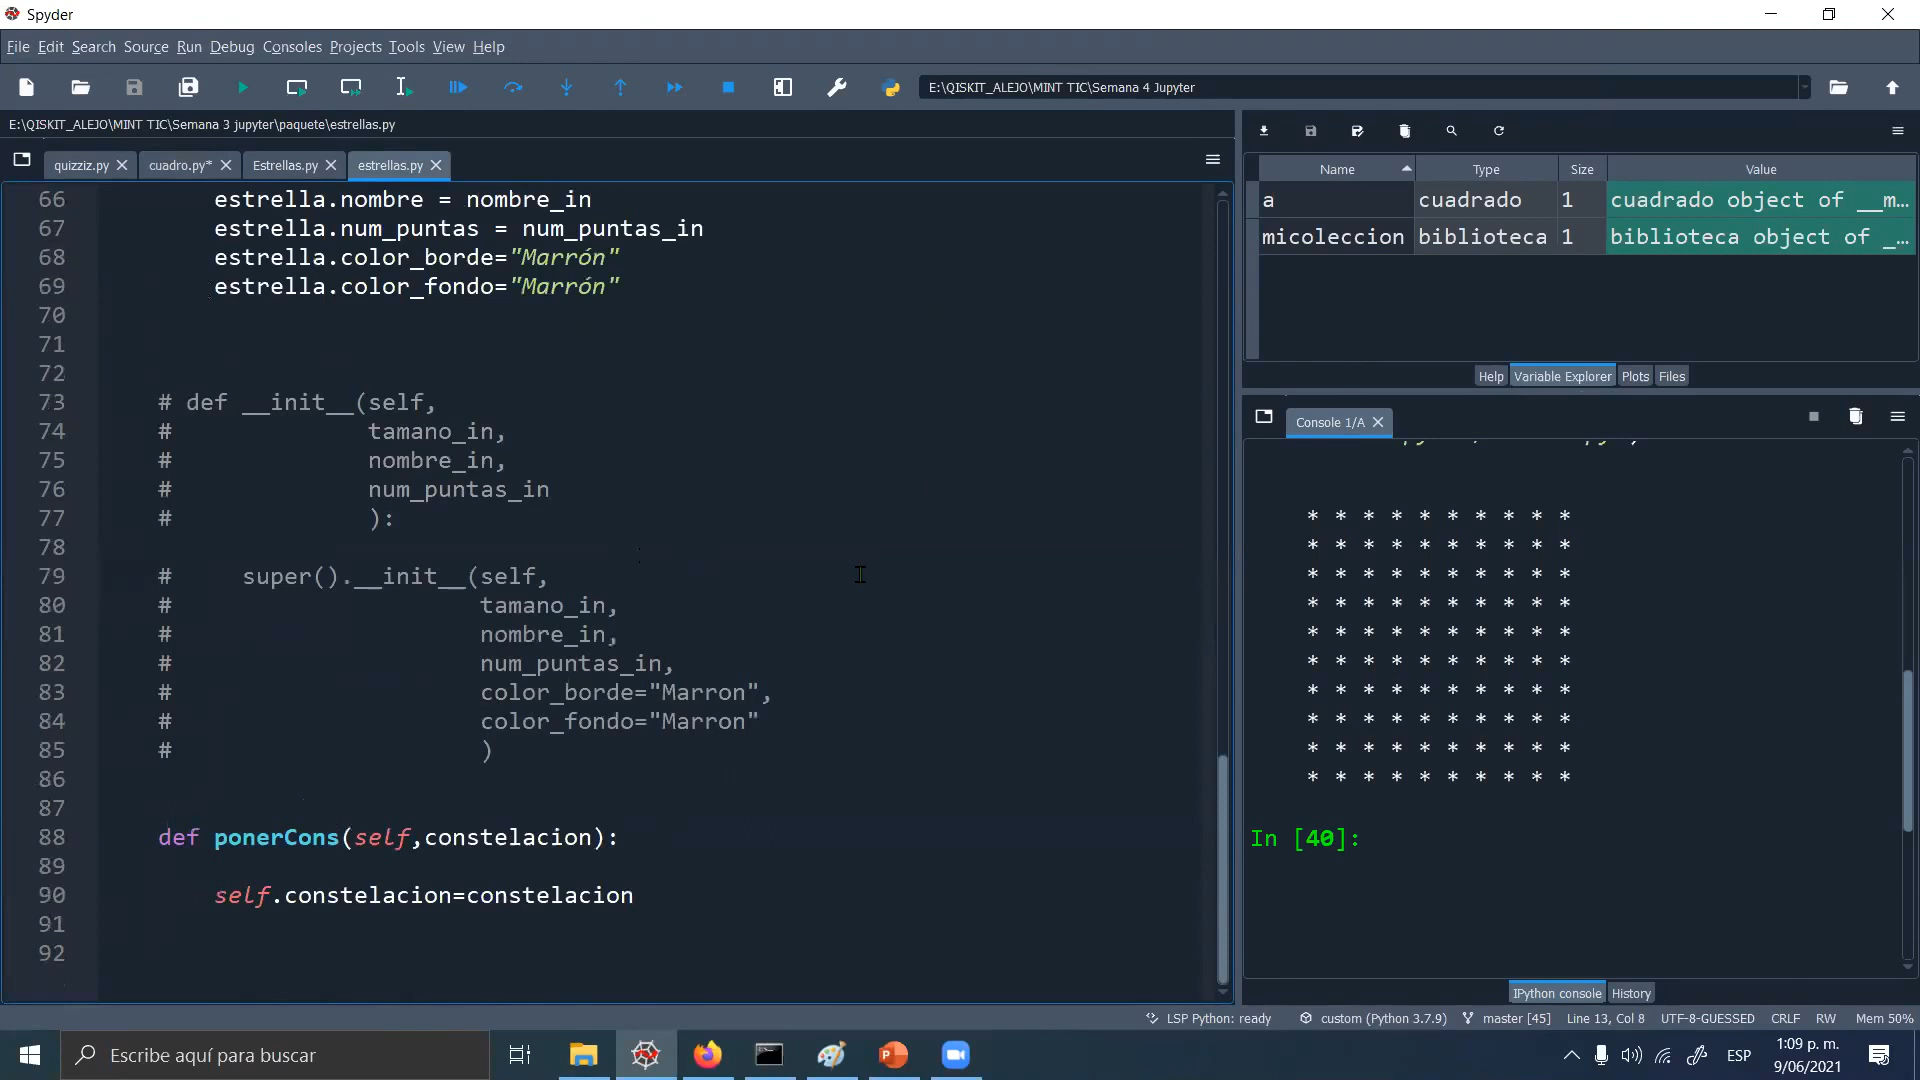 Spyder
File Edit Search Source Run Debug Consoles Projects Tools View Help
E:\QISKIT_ALEJO\MINT TIC\Semana 4 Jupyter
E:\QISKIT_ALEJO\MINT TIC\Semana 3 jupyter\paquete\estrellas.py
quizziz.py cuadro.py* Estrellas.py estrellas.py
66 estrella.nombre = nombre_in
67 estrella.num_puntas = num_puntas_in
68 estrella.color_borde="Marrón"
69 estrella.color_fondo="Marrón"
70
71
72
73 # def __init__(self,
74 # tamano_in,
75 # nombre_in,
76 # num_puntas_in
77 # ):
78
79 # super().__init__(self,
80 # tamano_in,
81 # nombre_in,
82 # num_puntas_in,
83 # color_borde="Marron",
84 # color_fondo="Marron"
85 # )
86
87
88 def ponerCons(self,constelacion):
89
90 self.constelacion=constelacion
91
92
Name Type Size Value
a cuadrado 1 cuadrado object of __m…
micoleccion biblioteca 1 biblioteca object of _…
Help Variable Explorer Plots Files
Console 1/A
* * * * * * * * * *
* * * * * * * * * *
* * * * * * * * * *
* * * * * * * * * *
* * * * * * * * * *
* * * * * * * * * *
* * * * * * * * * *
* * * * * * * * * *
* * * * * * * * * *
* * * * * * * * * *
In [40]:
IPython console History
LSP Python: ready custom (Python 3.7.9) master [45] Line 13, Col 8 UTF-8-GUESSED CRLF RW Mem 50%
Escribe aquí para buscar
ESP
1:09 p. m.
9/06/2021